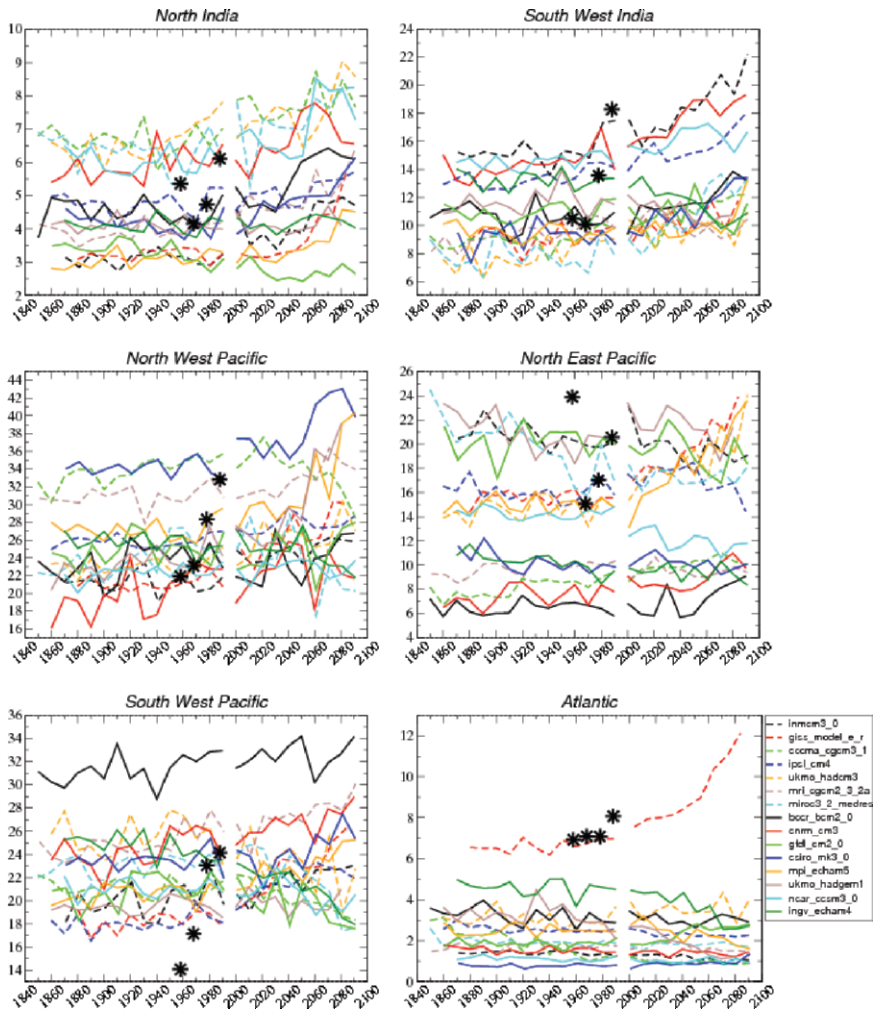 North India
South West India
10
9
8
7
6
5
4
3
2
24
22
20
18
16
14
12
10
8
6
1840 1860 1880 1900 1920 1940 1960 1980 2000 2020 2040 2060 2080 2100
1840 1860 1880 1900 1920 1940 1960 1980 2000 2020 2040 2060 2080 2100
North West Pacific
North East Pacific
44
42
40
38
36
34
32
30
28
26
24
22
20
18
16
26
24
22
20
18
16
14
12
10
8
6
4
1840 1860 1880 1900 1920 1940 1960 1980 2000 2020 2040 2060 2080 2100
1840 1860 1880 1900 1920 1940 1960 1980 2000 2020 2040 2060 2080 2100
South West Pacific
Atlantic
36
34
32
30
28
26
24
22
20
18
16
14
13
12
10
8
6
4
2
0
1840 1860 1880 1900 1920 1940 1960 1980 2000 2020 2040 2060 2080 2100
1840 1860 1880 1900 1920 1940 1960 1980 2000 2020 2040 2060 2080 2100
inmcm3_0
giss_model_e_r
cccma_cgcm3_1
ipsl_cm4
ukmo_hadcm3
mri_cgcm2_3_2a
miroc3_2_medres
bccr_bcm2_0
cnrm_cm3
gfdl_cm2_0
csiro_mk3_0
mpi_echam5
ukmo_hadgem1
ncar_ccsm3_0
ingv_echam4